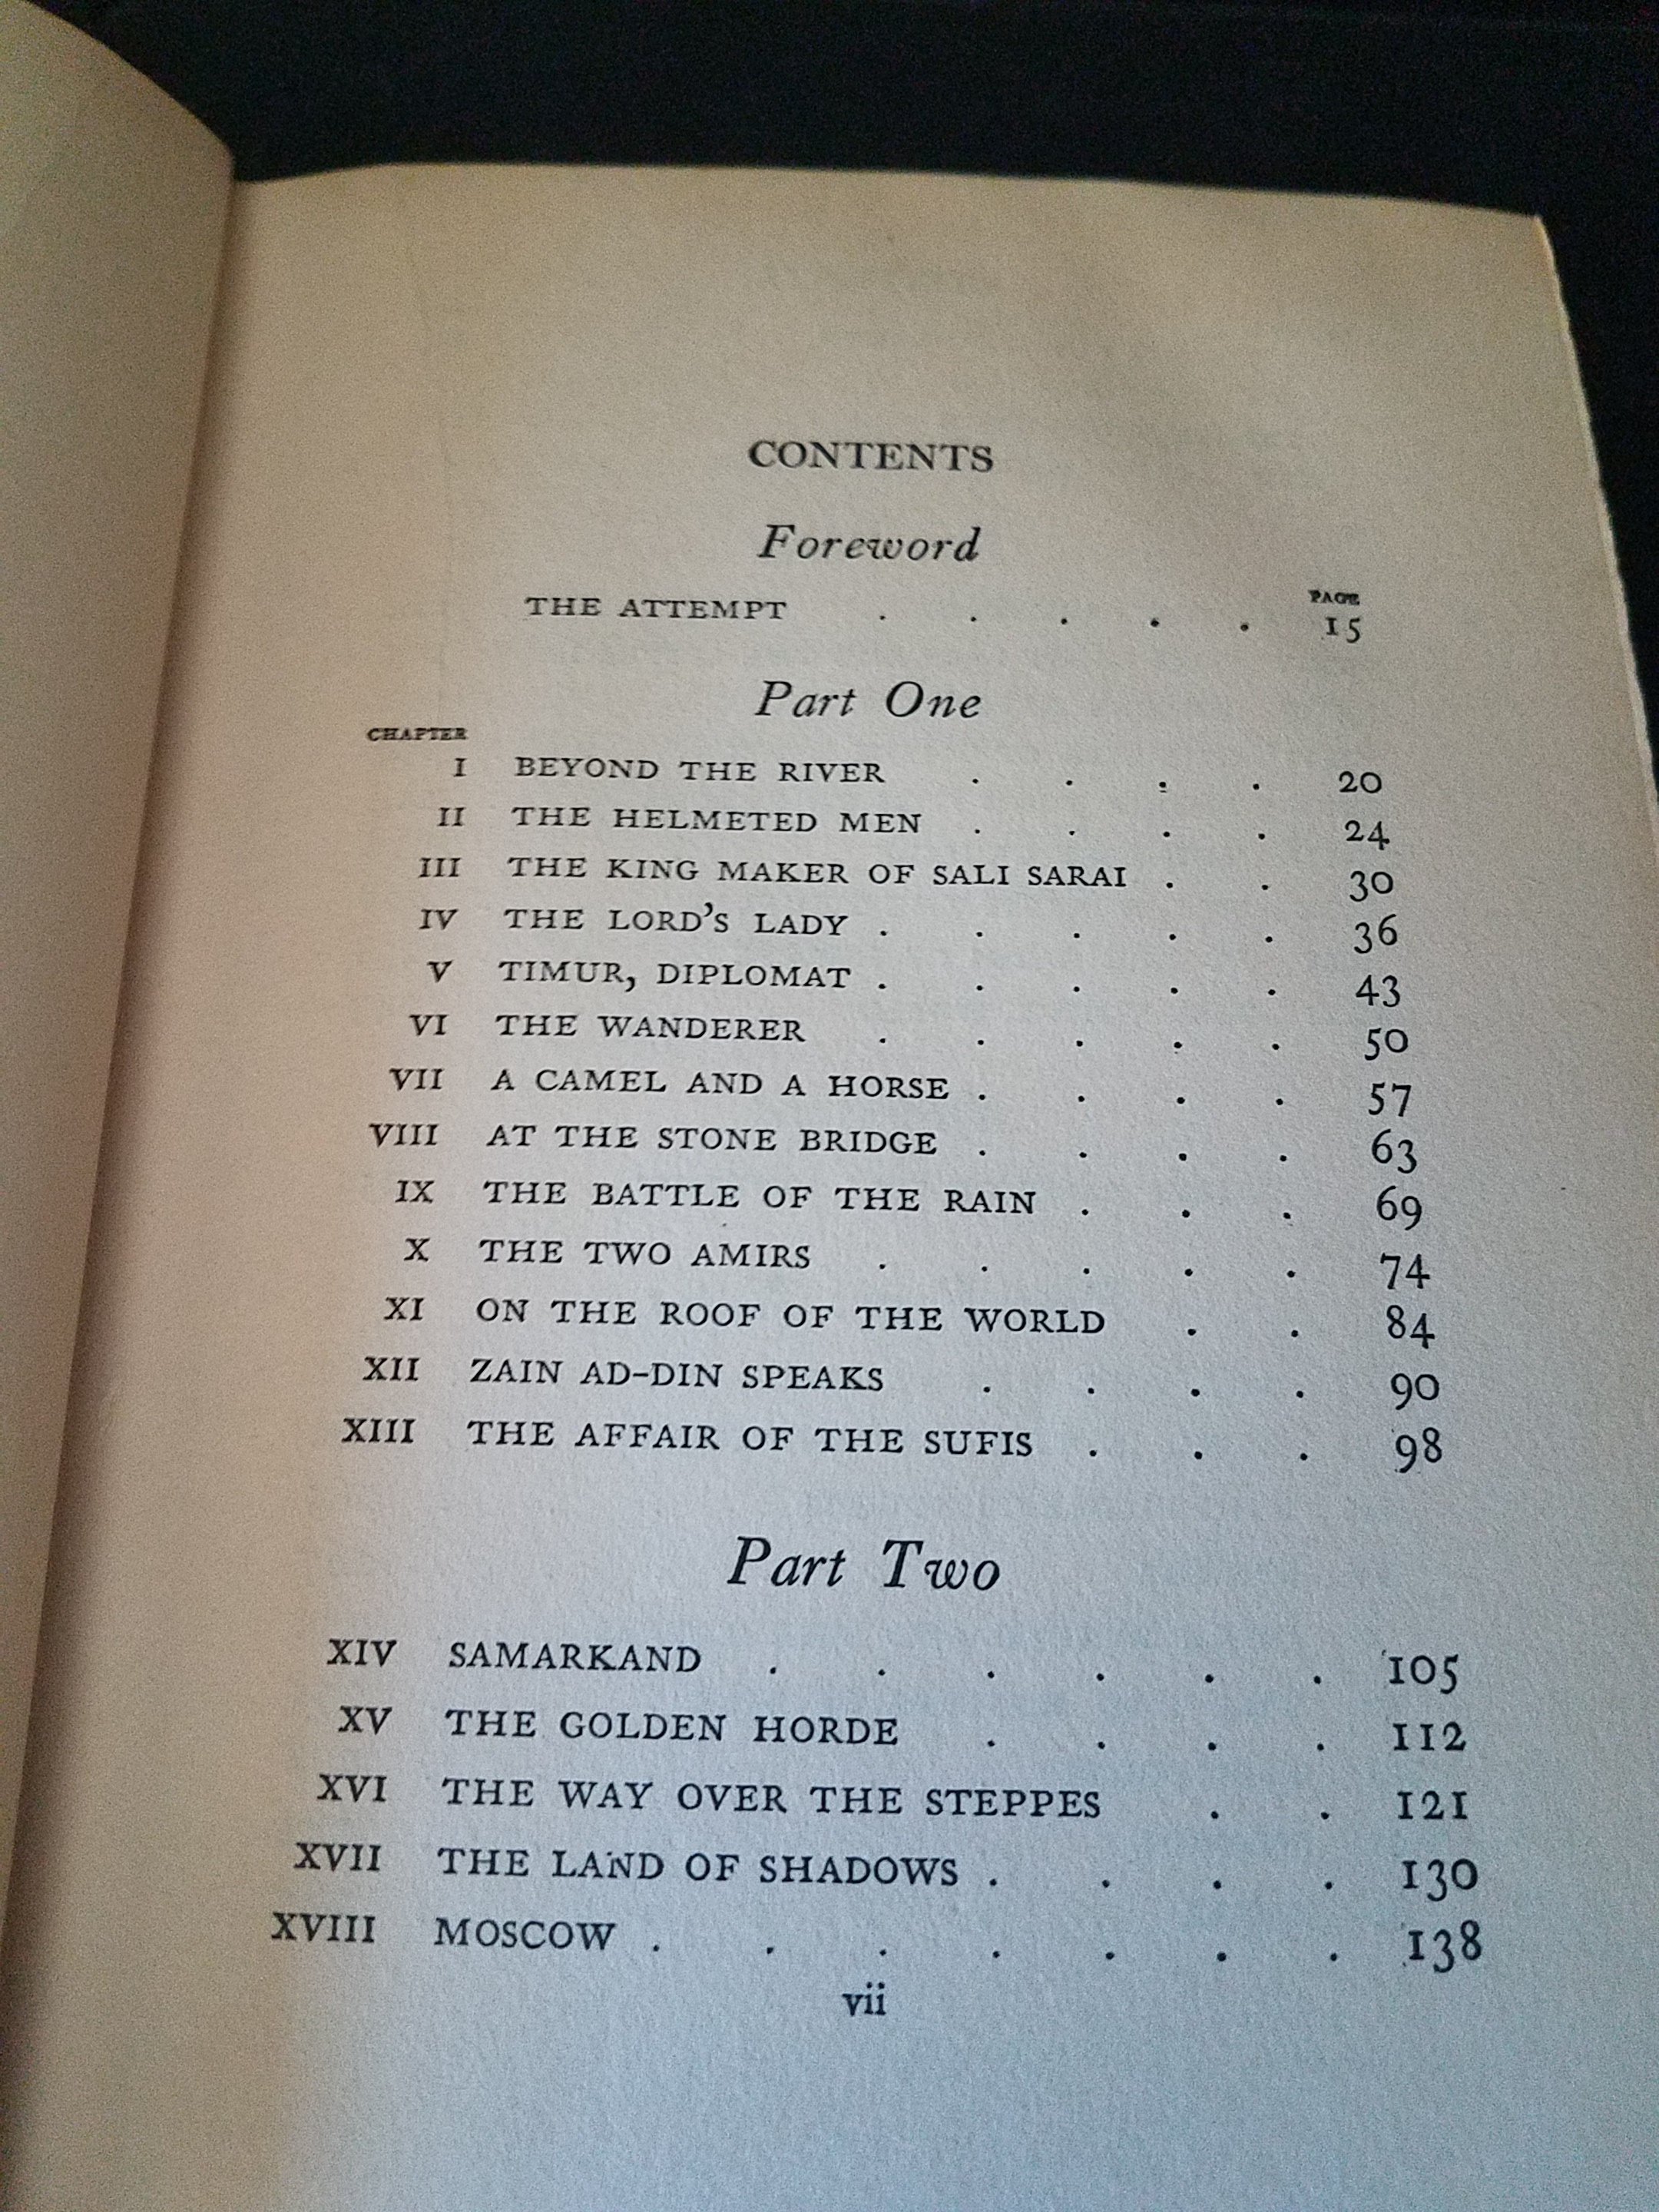 CONTENTS
Foreword
PAGE
THE ATTEMPT . . . . . 15
Part One
CHAPTER
I BEYOND THE RIVER . . . . 20
II THE HELMETED MEN . . . . 24
III THE KING MAKER OF SALI SARAI . . 30
IV THE LORD'S LADY . . . . . 36
V TIMUR, DIPLOMAT . . . . . 43
VI THE WANDERER . . . . . 50
VII A CAMEL AND A HORSE . . . . 57
VIII AT THE STONE BRIDGE . . . . 63
IX THE BATTLE OF THE RAIN . . . 69
X THE TWO AMIRS . . . . . 74
XI ON THE ROOF OF THE WORLD . . 84
XII ZAIN AD-DIN SPEAKS . . . . 90
XIII THE AFFAIR OF THE SUFIS . . . 98
Part Two
XIV SAMARKAND . . . . . . 105
XV THE GOLDEN HORDE . . . . 112
XVI THE WAY OVER THE STEPPES . . 121
XVII THE LAND OF SHADOWS . . . . 130
XVIII MOSCOW . . . . . . . 138
vii